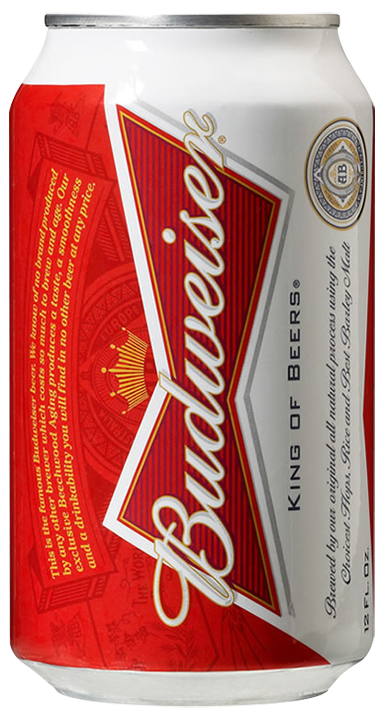 This is the famous Budweiser beer. We know of no brand produced
by any other brewer which costs so much to brew and age. Our
exclusive Beechwood Aging produces a taste, a smoothness
and a drinkability you will find in no other beer at any price.
Budweiser®
KING OF BEERS®
AB
Brewed by our original all natural process using the
Choicest Hops, Rice and Best Barley Malt
12 FL. OZ.